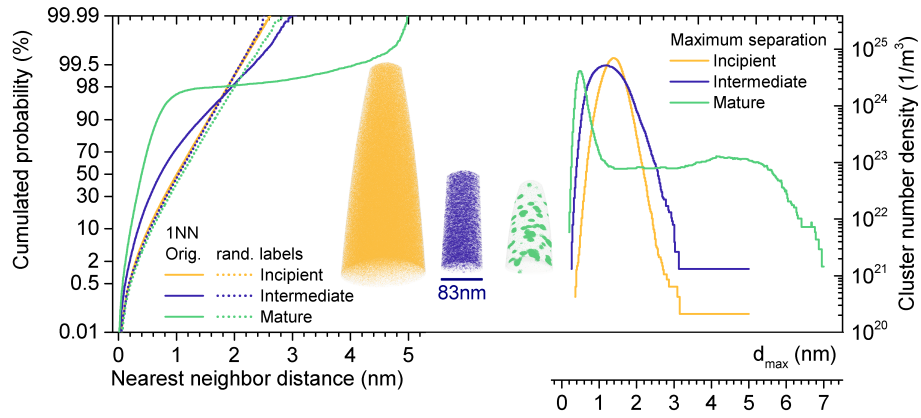 Cumulated probability (%)
99.99
99.5
98
90
70
50
30
10
2
0.5
0.01
1NN
Orig. rand. labels
Incipient
Intermediate
Mature
83nm
0 1 2 3 4 5
Nearest neighbor distance (nm)
Maximum separation
Incipient
Intermediate
Mature
10^25
10^24
10^23
10^22
10^21
10^20
Cluster number density (1/m^3)
d_max (nm)
0 1 2 3 4 5 6 7